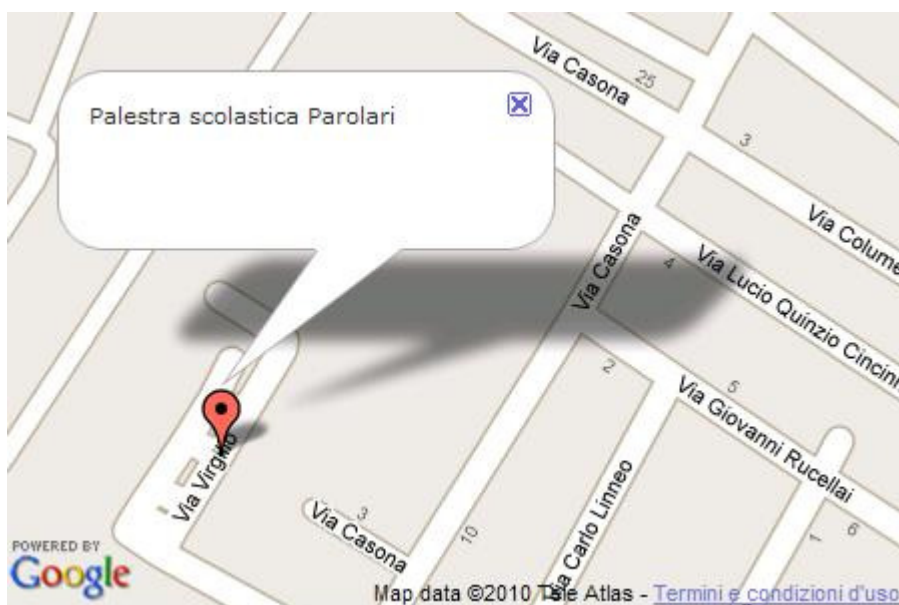 Palestra scolastica Parolari
Via Casona
25
3
Via Colume
Via Casona
4
Via Lucio Quinzio Cincinn
2
5
Via Giovanni Rucellai
Via Virgilio
3
Via Casona
10
Via Carlo Linneo
1
6
POWERED BY
Google
Map data ©2010 Tele Atlas - Termini e condizioni d'uso